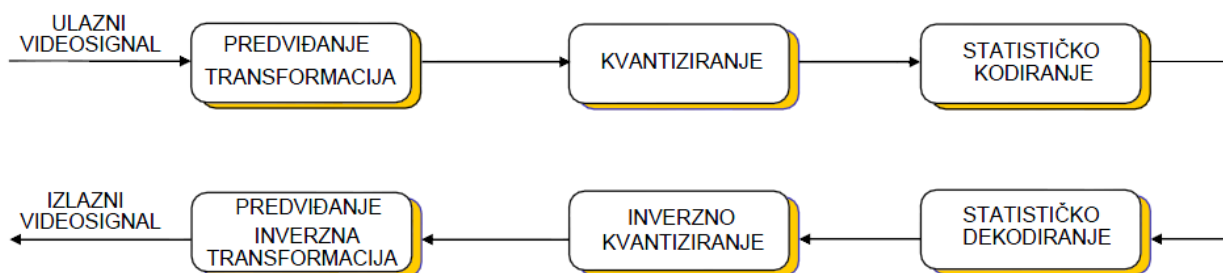 ULAZNI
VIDEOSIGNAL
PREDVIĐANJE
TRANSFORMACIJA
KVANTIZIRANJE
STATISTIČKO
KODIRANJE
IZLAZNI
VIDEOSIGNAL
PREDVIĐANJE
INVERZNA
TRANSFORMACIJA
INVERZNO
KVANTIZIRANJE
STATISTIČKO
DEKODIRANJE